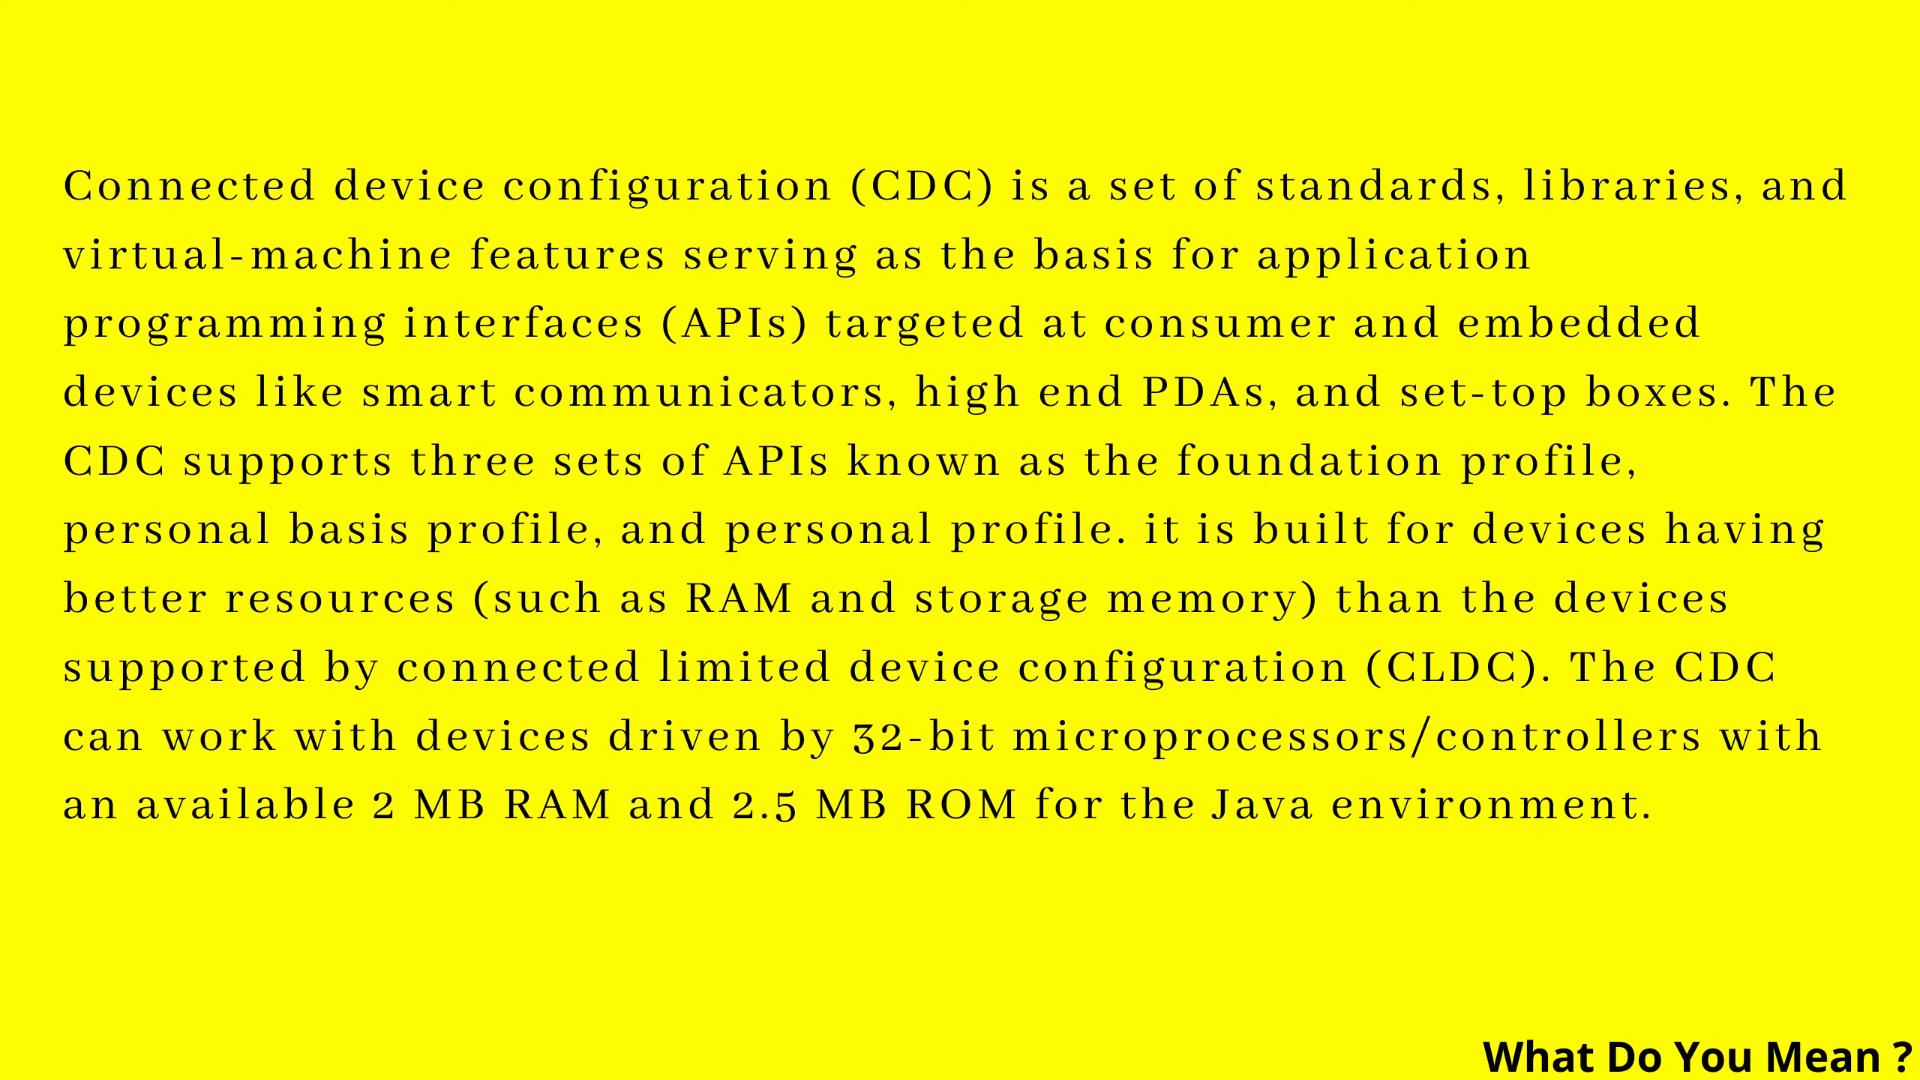 Connected device configuration (CDC) is a set of standards, libraries, and
virtual-machine features serving as the basis for application
programming interfaces (APIs) targeted at consumer and embedded
devices like smart communicators, high end PDAs, and set-top boxes. The
CDC supports three sets of APIs known as the foundation profile,
personal basis profile, and personal profile. it is built for devices having
better resources (such as RAM and storage memory) than the devices
supported by connected limited device configuration (CLDC). The CDC
can work with devices driven by 32-bit microprocessors/controllers with
an available 2 MB RAM and 2.5 MB ROM for the Java environment.
What Do You Mean ?